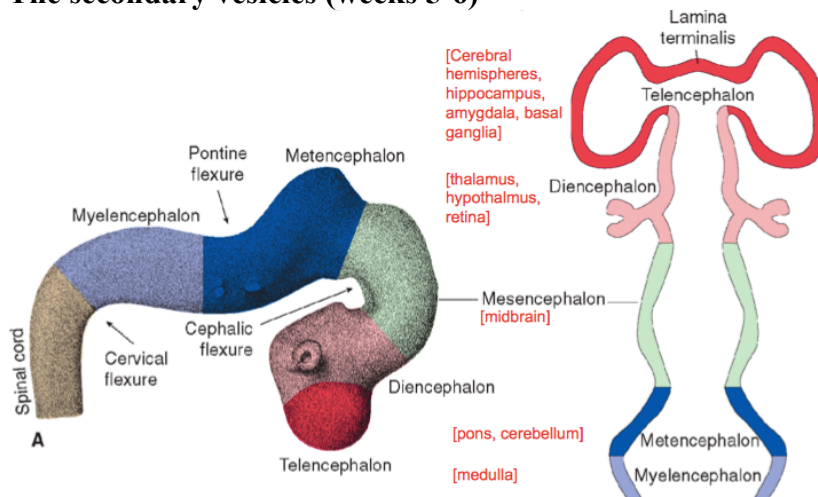 The secondary vesicles (weeks 5-6)
Lamina
terminalis
[Cerebral
hemispheres,
hippocampus,
amygdala, basal
ganglia]
Telencephalon
Pontine
flexure
Metencephalon
[thalamus,
hypothalmus,
retina]
Diencephalon
Myelencephalon
Mesencephalon
[midbrain]
Cephalic
flexure
Cervical
flexure
Spinal cord
Diencephalon
A
[pons, cerebellum]
Metencephalon
Telencephalon
[medulla]
Myelencephalon